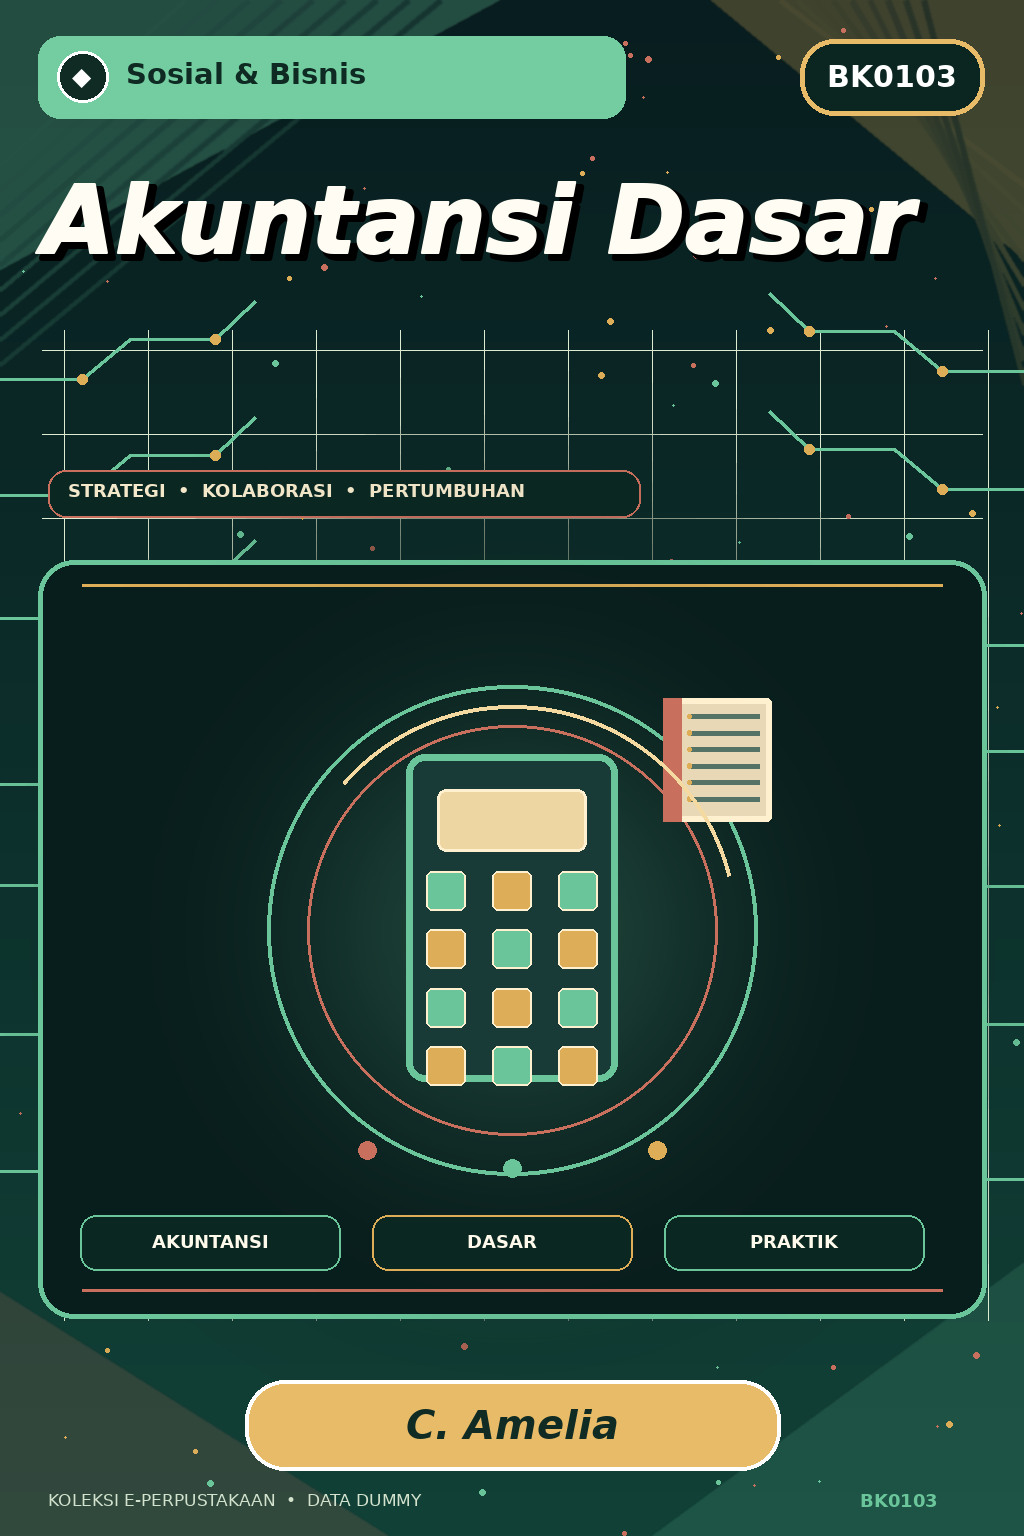 Sosial & Bisnis
BK0103
Akuntansi Dasar
STRATEGI • KOLABORASI • PERTUMBUHAN
AKUNTANSI
DASAR
PRAKTIK
C. Amelia
KOLEKSI E-PERPUSTAKAAN • DATA DUMMY
BK0103